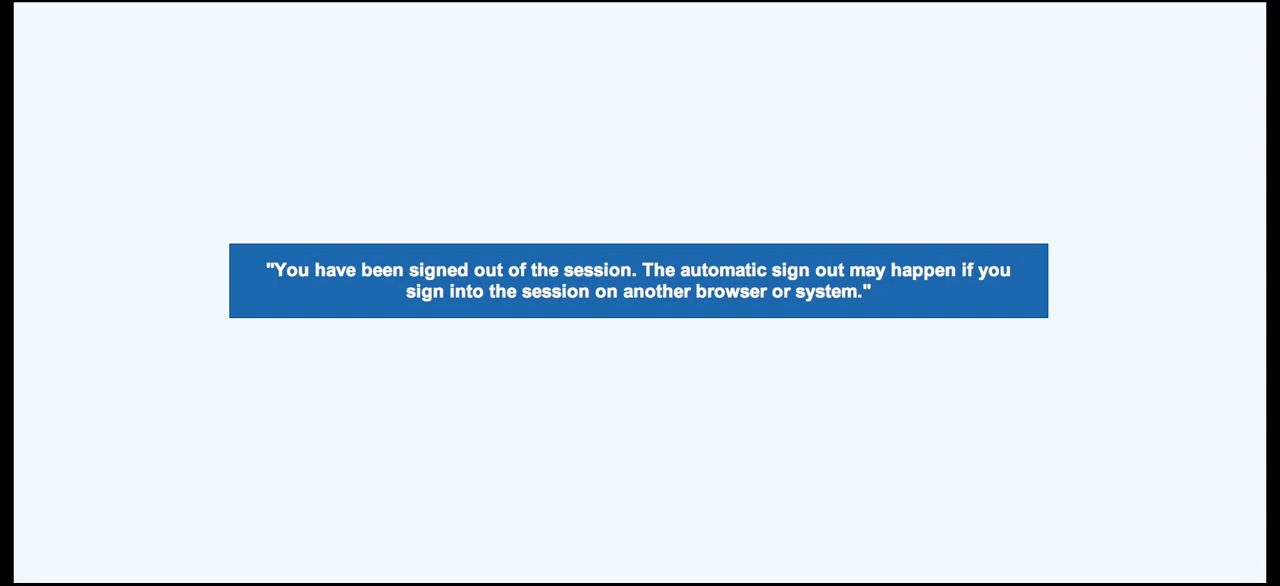 "You have been signed out of the session. The automatic sign out may happen if you
sign into the session on another browser or system."